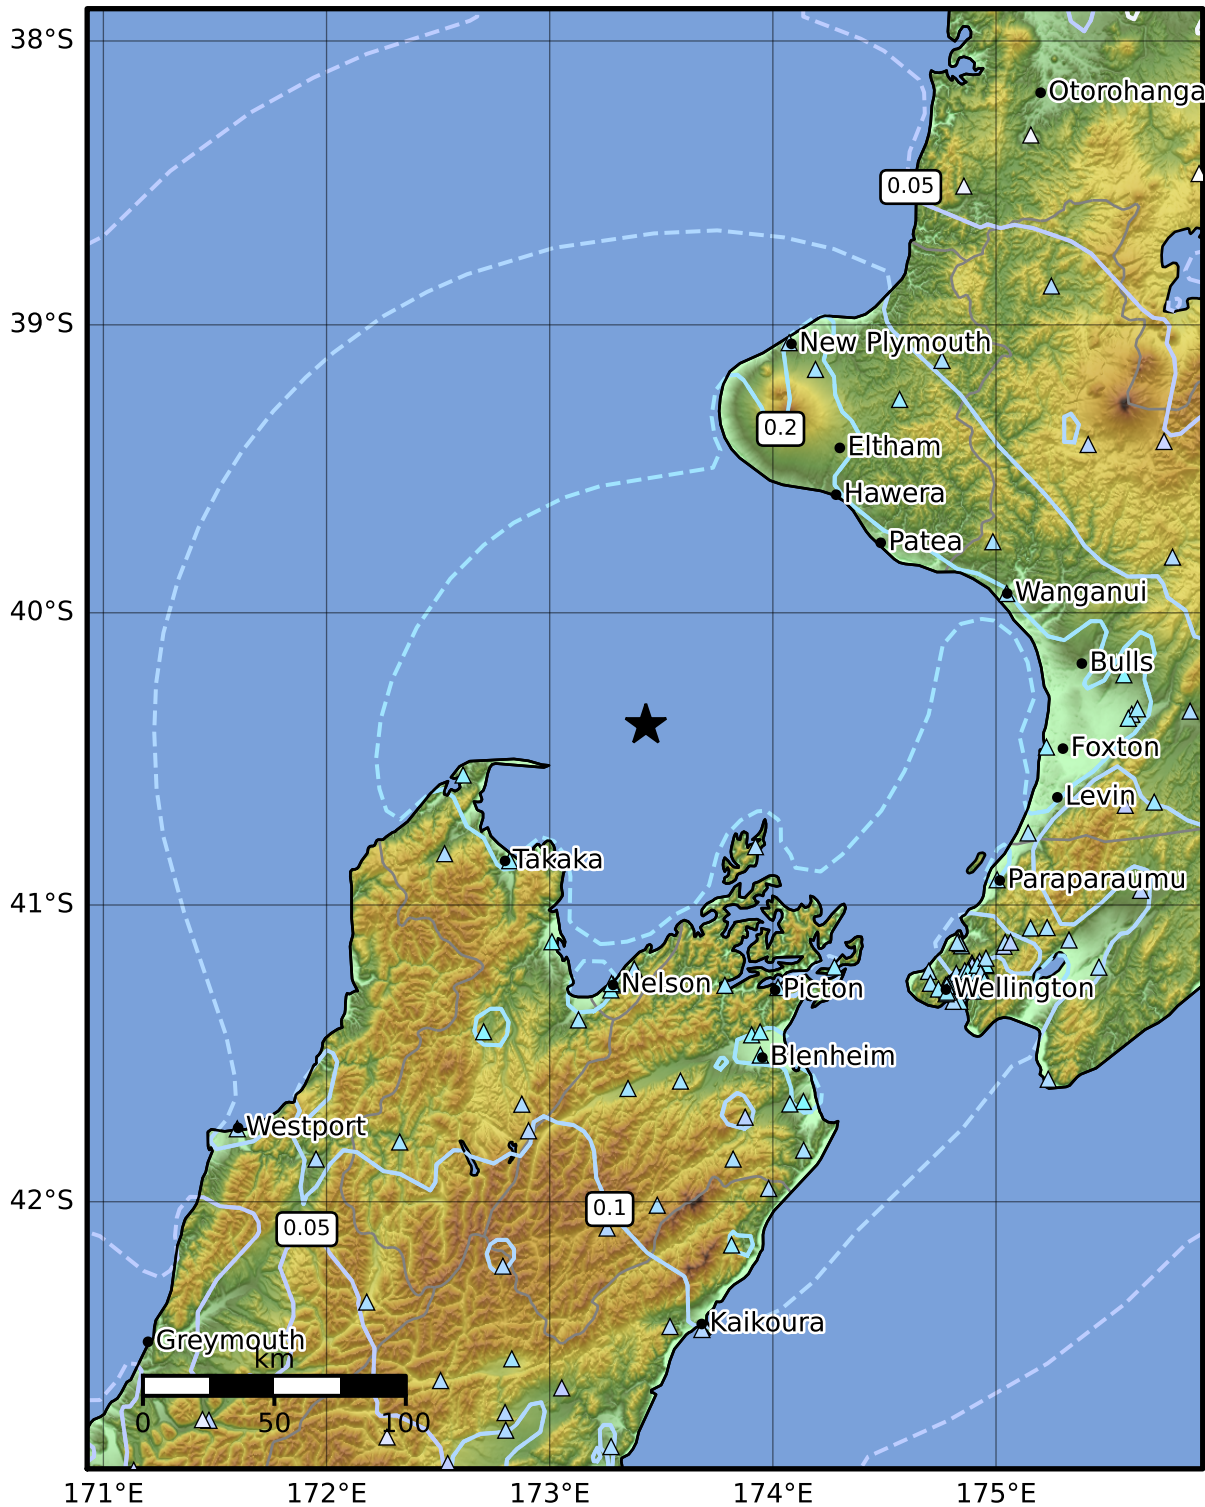 38°S
Otorohanga
0.05
39°S
New Plymouth
0.2
Eltham
Hawera
Patea
40°S
Wanganui
Bulls
Foxton
Levin
Takaka
Paraparaumu
41°S
Nelson
Picton
Wellington
Blenheim
Westport
42°S
0.05
0.1
Kaikoura
Greymouth
km
0 50 100
171°E 172°E 173°E 174°E 175°E